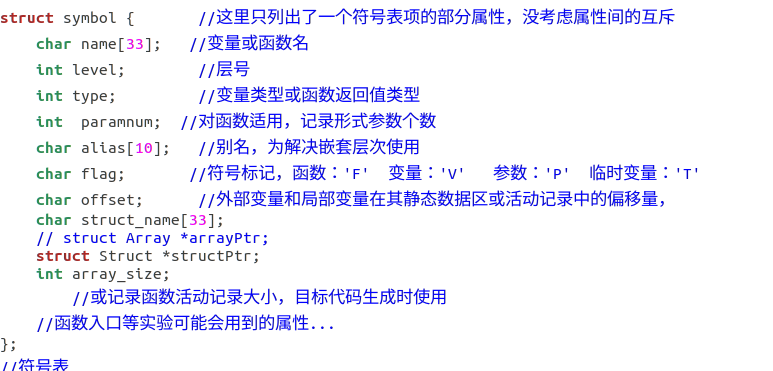 struct symbol {       //这里只列出了一个符号表项的部分属性，没考虑属性间的互斥
    char name[33];   //变量或函数名
    int level;        //层号
    int type;         //变量类型或函数返回值类型
    int  paramnum;  //对函数适用，记录形式参数个数
    char alias[10];   //别名，为解决嵌套层次使用
    char flag;       //符号标记，函数：'F'  变量：'V'   参数：'P'  临时变量：'T'
    char offset;      //外部变量和局部变量在其静态数据区或活动记录中的偏移量，
    char struct_name[33];
    // struct Array *arrayPtr;
    struct Struct *structPtr;
    int array_size;
        //或记录函数活动记录大小，目标代码生成时使用
    //函数入口等实验可能会用到的属性...
};
//符号表